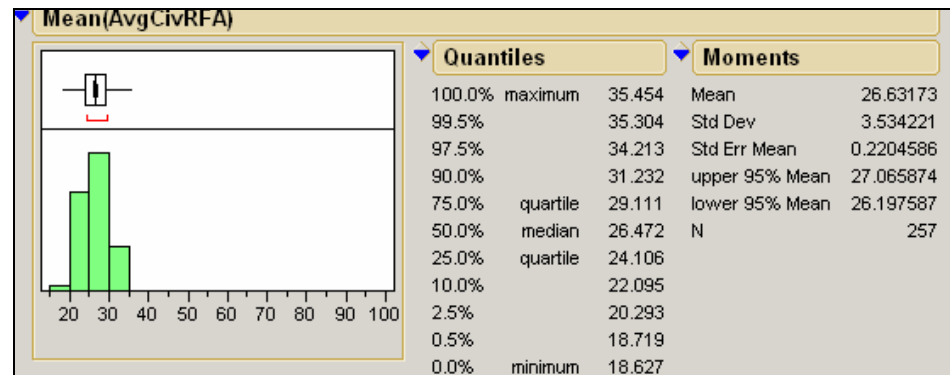 Mean(AvgCivRFA)
20 30 40 50 60 70 80 90 100
Quantiles
100.0% maximum 35.454
99.5% 35.304
97.5% 34.213
90.0% 31.232
75.0% quartile 29.111
50.0% median 26.472
25.0% quartile 24.106
10.0% 22.095
2.5% 20.293
0.5% 18.719
0.0% minimum 18.627
Moments
Mean 26.63173
Std Dev 3.534221
Std Err Mean 0.2204586
upper 95% Mean 27.065874
lower 95% Mean 26.197587
N 257